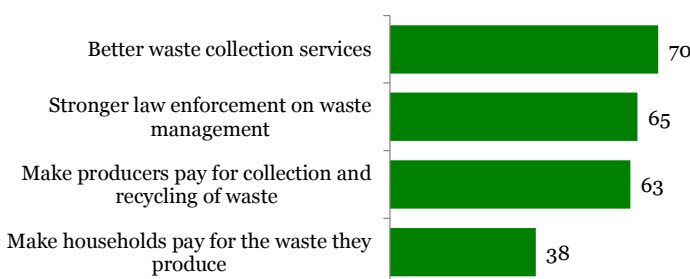 Better waste collection services
70
Stronger law enforcement on waste
management
65
Make producers pay for collection and
recycling of waste
63
Make households pay for the waste they
produce
38